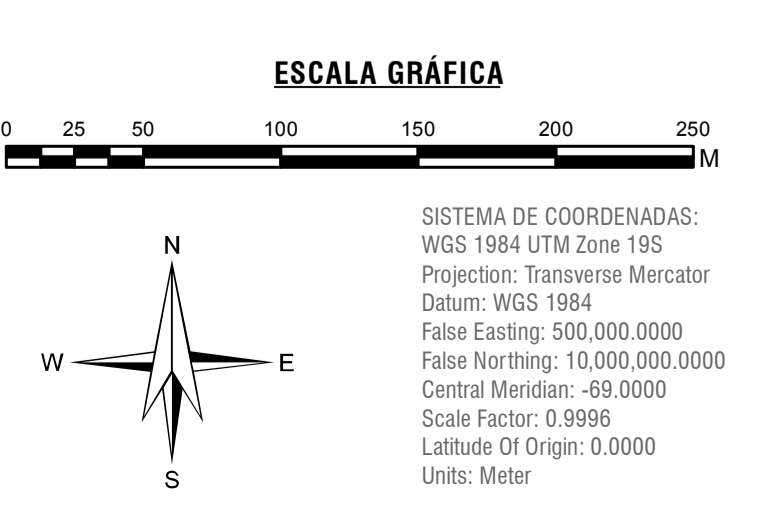 ESCALA GRÁFICA
0 25 50 100 150 200 250
M
SISTEMA DE COORDENADAS:
WGS 1984 UTM Zone 19S
Projection: Transverse Mercator
Datum: WGS 1984
False Easting: 500,000.0000
False Northing: 10,000,000.0000
Central Meridian: -69.0000
Scale Factor: 0.9996
Latitude Of Origin: 0.0000
Units: Meter
N
W E
S